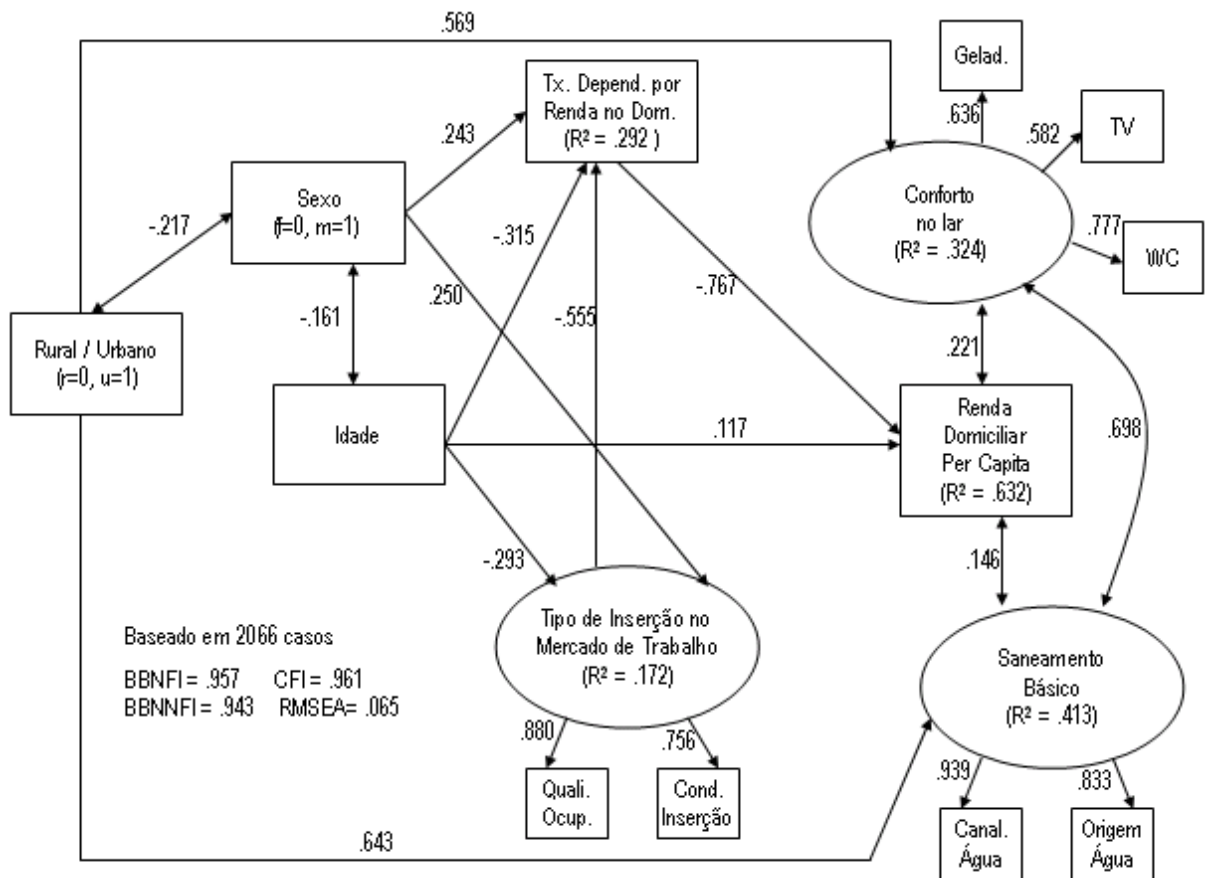 .569
Gelad.
.636
Tx. Depend. por
Renda no Dom.
(R² = .292 )
.582
TV
.243
Sexo
(f=0, m=1)
Conforto
no lar
(R² = .324)
.777
WC
-.217
-.315
.250
-.767
-.555
-.161
Rural / Urbano
(r=0, u=1)
.221
Idade
.117
Renda
Domiciliar
Per Capita
(R² = .632)
.698
-.293
.146
Tipo de Inserção no
Mercado de Trabalho
(R² = .172)
Baseado em 2066 casos
BBNFI = .957 CFI = .961
BBNNFI = .943 RMSEA= .065
Saneamento
Básico
(R² = .413)
.880
.756
Quali.
Ocup.
Cond.
Inserção
.939
.833
.643
Canal.
Água
Origem
Água